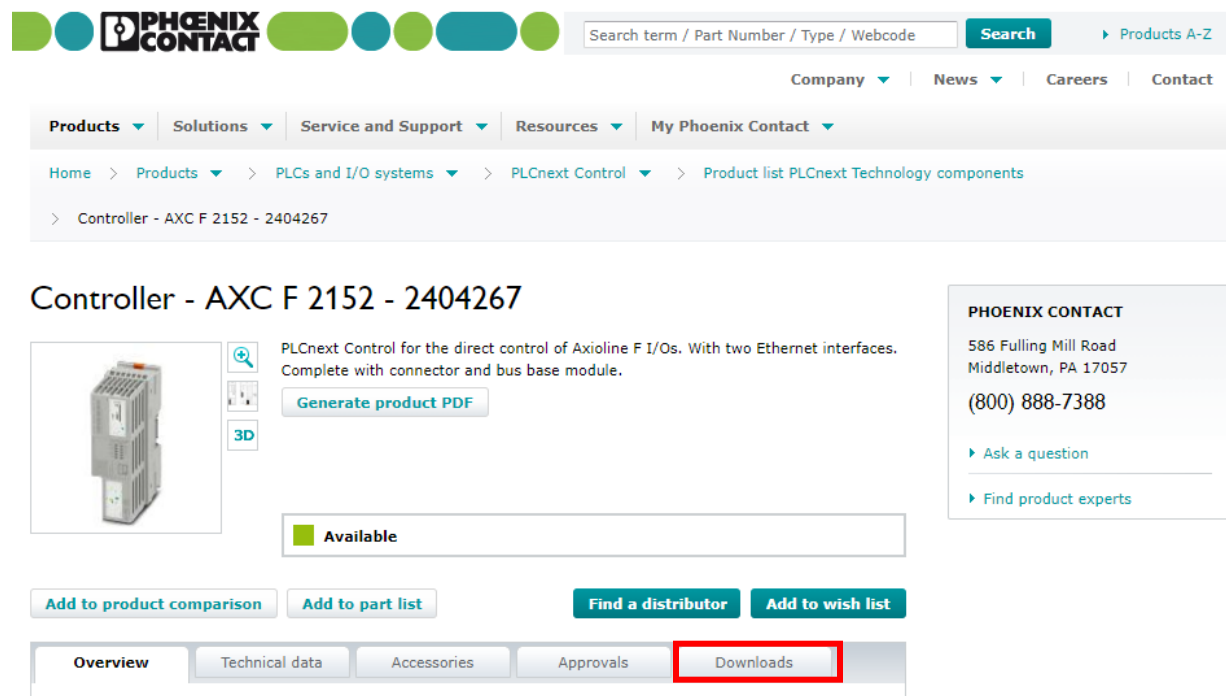 PHŒNIX
CONTACT
Search term / Part Number / Type / Webcode
Search
Products A-Z
Company
News
Careers
Contact
Products
Solutions
Service and Support
Resources
My Phoenix Contact
Home > Products > PLCs and I/O systems > PLCnext Control > Product list PLCnext Technology components
> Controller - AXC F 2152 - 2404267
Controller - AXC F 2152 - 2404267
PLCnext Control for the direct control of Axioline F I/Os. With two Ethernet interfaces.
Complete with connector and bus base module.
Generate product PDF
3D
Available
PHOENIX CONTACT
586 Fulling Mill Road
Middletown, PA 17057
(800) 888-7388
Ask a question
Find product experts
Add to product comparison
Add to part list
Find a distributor
Add to wish list
Overview
Technical data
Accessories
Approvals
Downloads